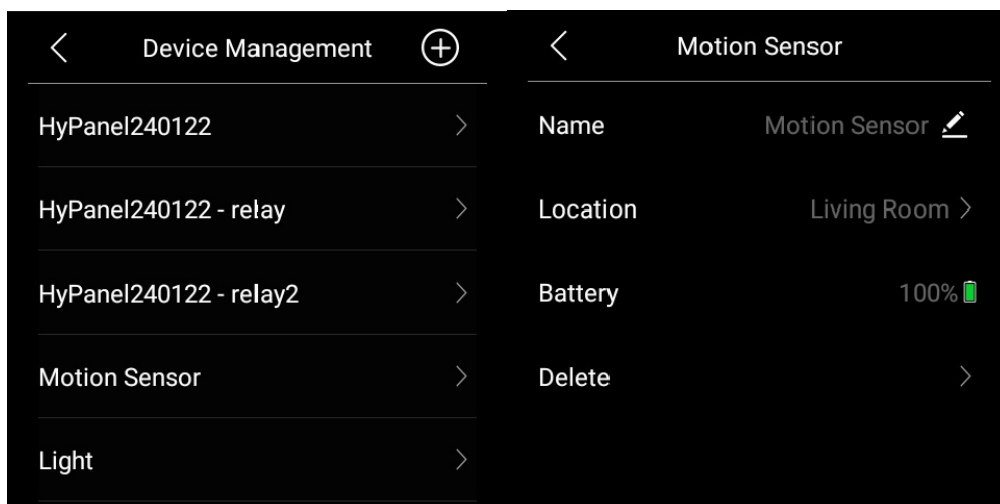 Device Management
HyPanel240122
HyPanel240122 - relay
HyPanel240122 - relay2
Motion Sensor
Light
Motion Sensor
Name Motion Sensor
Location Living Room
Battery 100%
Delete